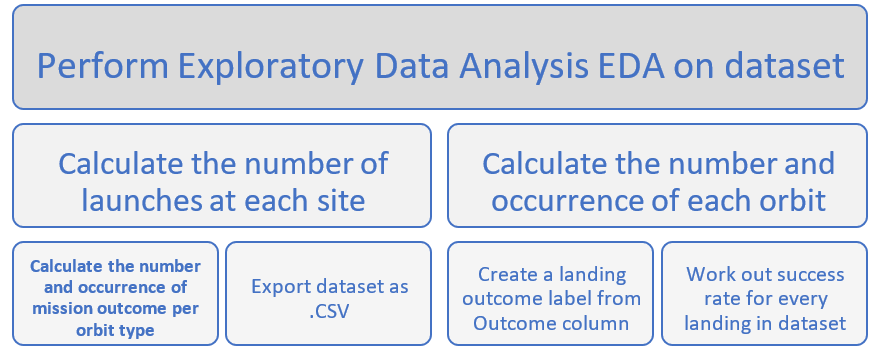 Perform Exploratory Data Analysis EDA on dataset
Calculate the number of
launches at each site
Calculate the number and
occurrence of each orbit
Calculate the number
and occurrence of
mission outcome per
orbit type
Export dataset as
.CSV
Create a landing
outcome label from
Outcome column
Work out success
rate for every
landing in dataset